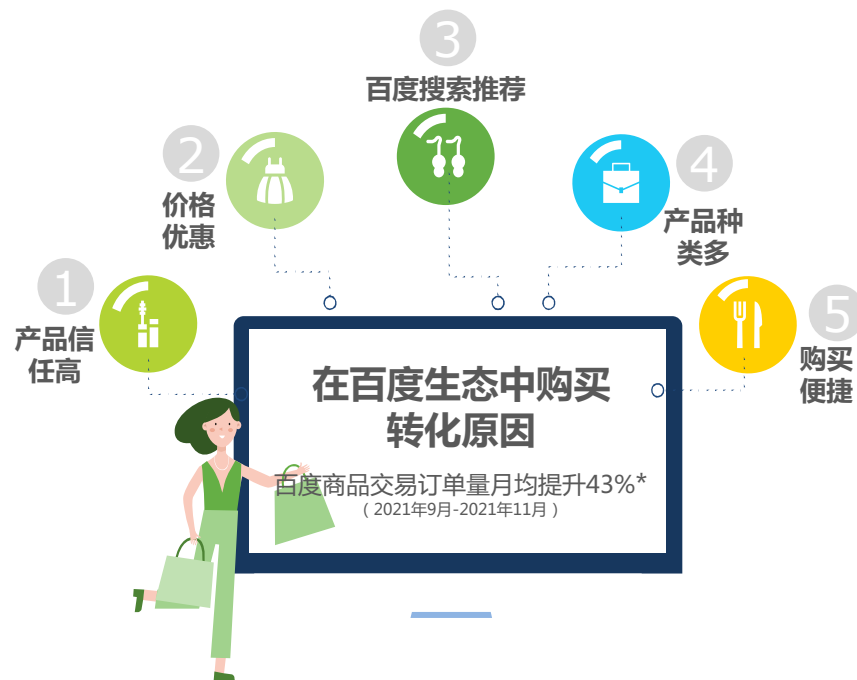 1
产品信
任高
2
价格
优惠
3
百度搜索推荐
4
产品种
类多
5
购买
便捷
在百度生态中购买
转化原因
百度商品交易订单量月均提升43%*
（2021年9月-2021年11月）